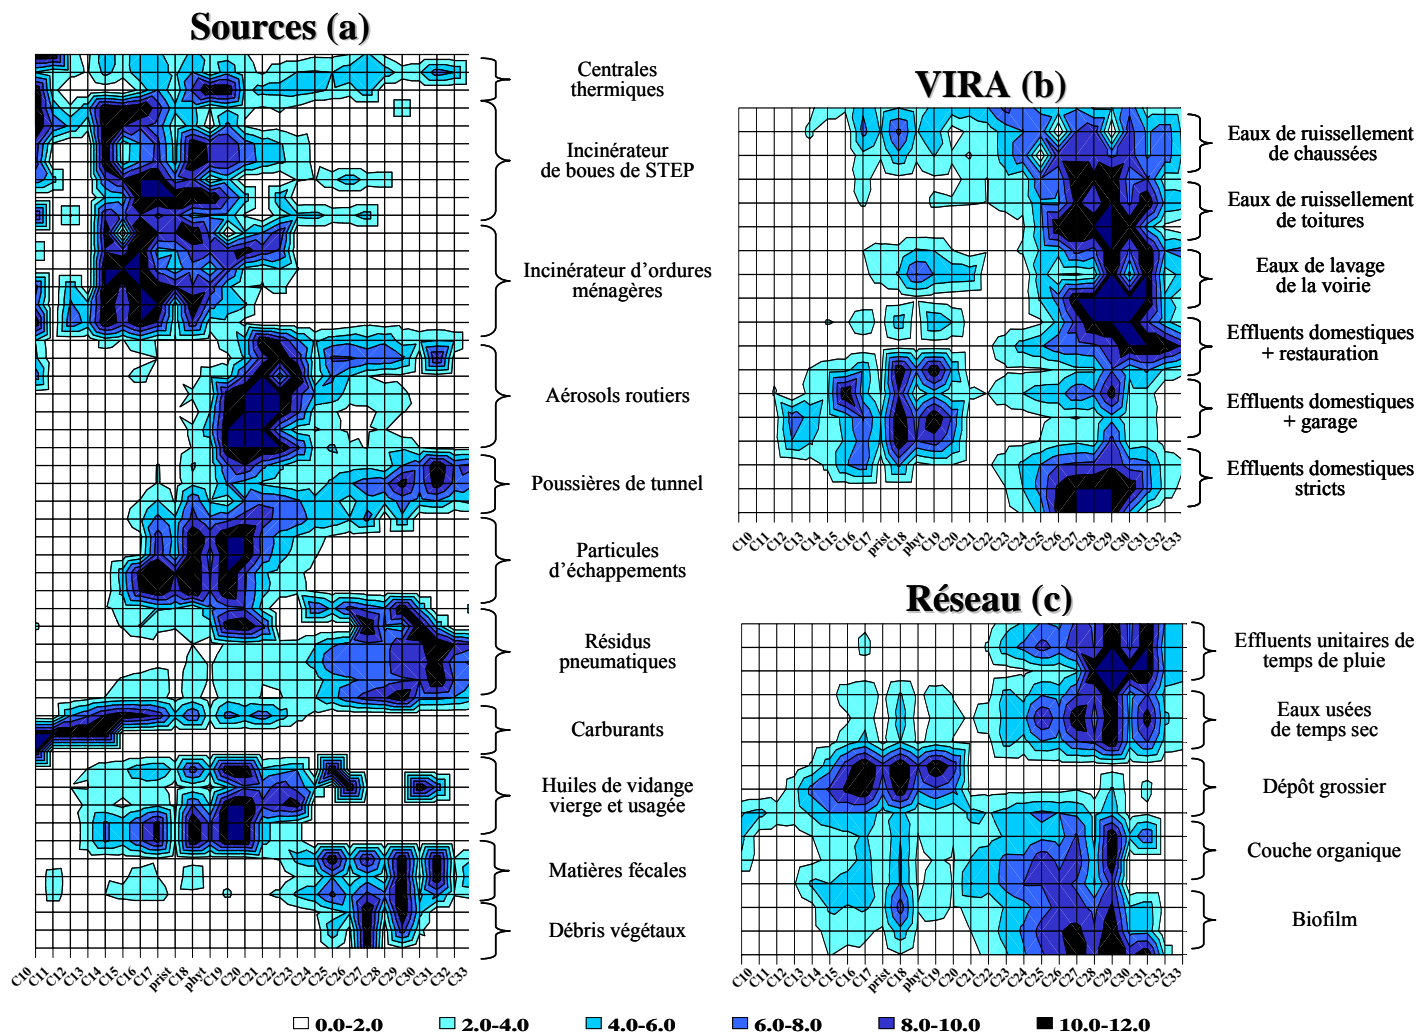 Sources (a)
Centrales
thermiques
Incinérateur
de boues de STEP
Incinérateur d'ordures
ménagères
Aérosols routiers
Poussières de tunnel
Particules
d'échappements
Résidus
pneumatiques
Carburants
Huiles de vidange
vierge et usagée
Matières fécales
Débris végétaux
C10 C11 C12 C13 C14 C15 C16 C17 prist C18 phyt C19 C20 C21 C22 C23 C24 C25 C26 C27 C28 C29 C30 C31 C32 C33
VIRA (b)
Eaux de ruissellement
de chaussées
Eaux de ruissellement
de toitures
Eaux de lavage
de la voirie
Effluents domestiques
+ restauration
Effluents domestiques
+ garage
Effluents domestiques
stricts
C10 C11 C12 C13 C14 C15 C16 C17 prist C18 phyt C19 C20 C21 C22 C23 C24 C25 C26 C27 C28 C29 C30 C31 C32 C33
Réseau (c)
Effluents unitaires de
temps de pluie
Eaux usées
de temps sec
Dépôt grossier
Couche organique
Biofilm
C10 C11 C12 C13 C14 C15 C16 C17 prist C18 phyt C19 C20 C21 C22 C23 C24 C25 C26 C27 C28 C29 C30 C31 C32 C33
0.0-2.0 2.0-4.0 4.0-6.0 6.0-8.0 8.0-10.0 10.0-12.0